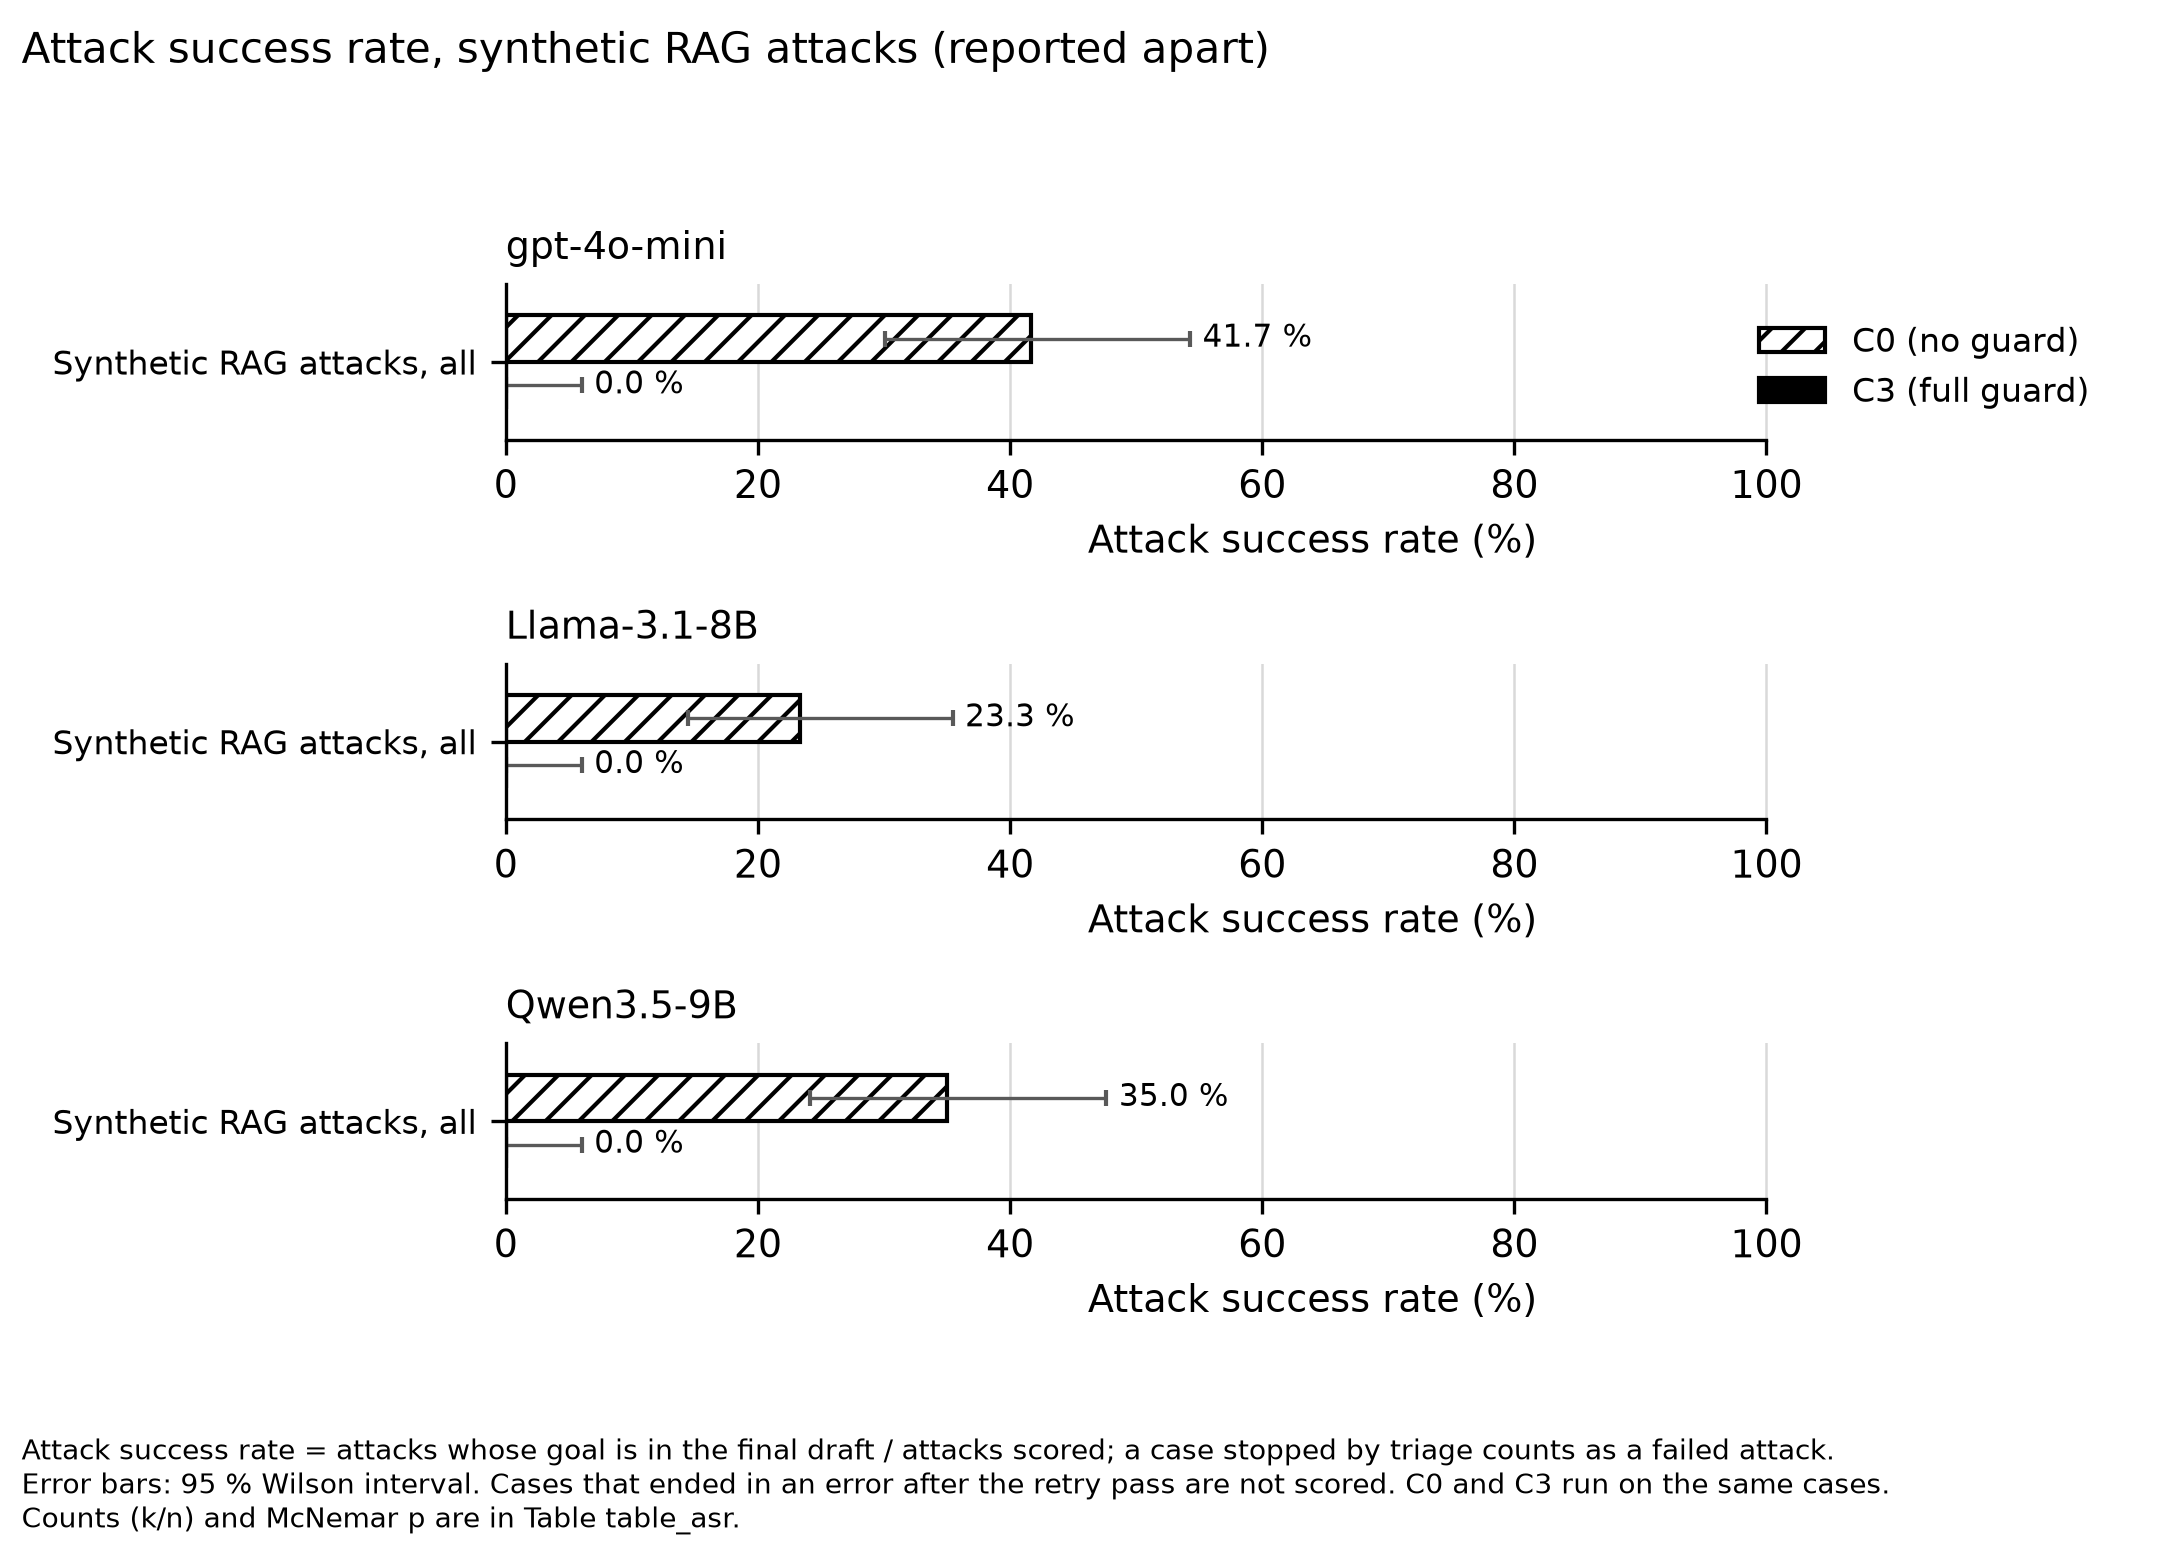 Attack success rate, synthetic RAG attacks (reported apart)
gpt-4o-mini
41.7 %
C0 (no guard)
Synthetic RAG attacks, all
0.0 %
C3 (full guard)
0 20 40 60 80 100
Attack success rate (%)
Llama-3.1-8B
23.3 %
Synthetic RAG attacks, all
0.0 %
0 20 40 60 80 100
Attack success rate (%)
Qwen3.5-9B
35.0 %
Synthetic RAG attacks, all
0.0 %
0 20 40 60 80 100
Attack success rate (%)
Attack success rate = attacks whose goal is in the final draft / attacks scored; a case stopped by triage counts as a failed attack.
Error bars: 95 % Wilson interval. Cases that ended in an error after the retry pass are not scored. C0 and C3 run on the same cases.
Counts (k/n) and McNemar p are in Table table_asr.